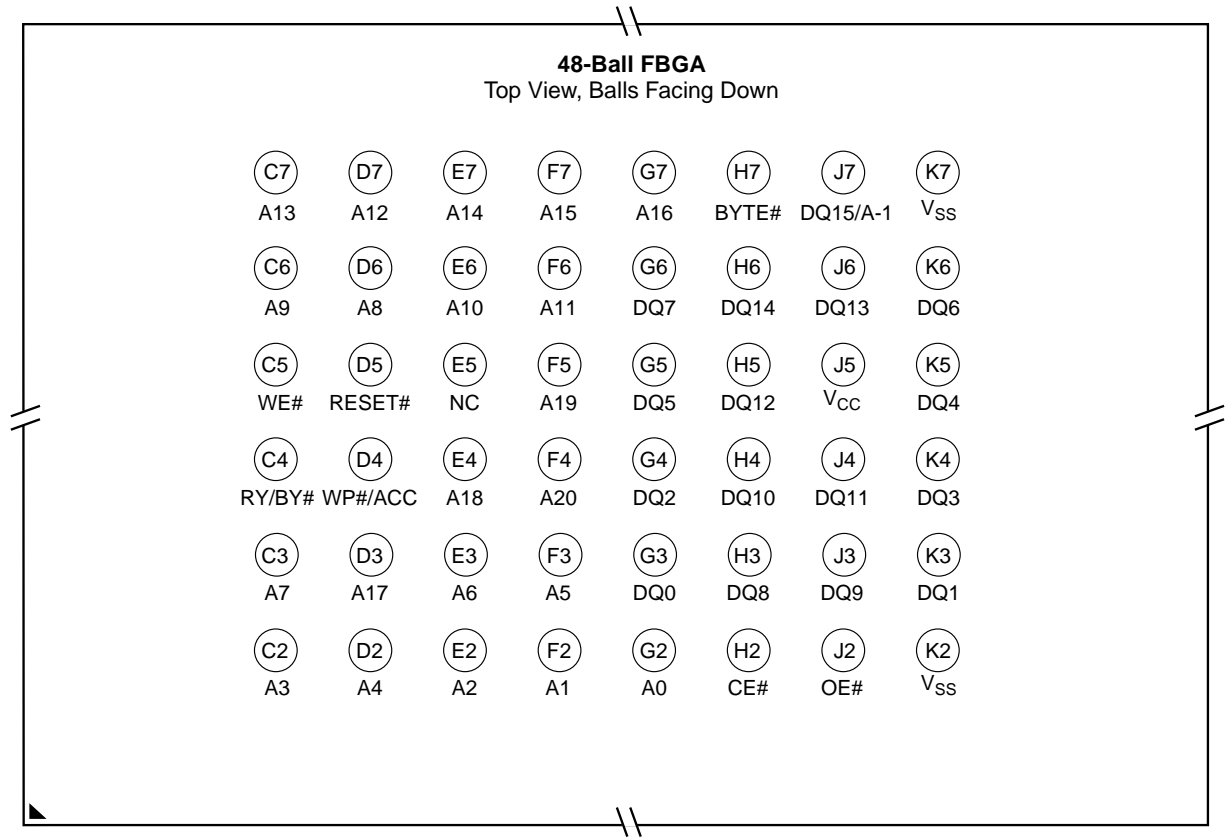 48-Ball FBGA
Top View, Balls Facing Down
C7 D7 E7 F7 G7 H7 J7 K7
A13 A12 A14 A15 A16 BYTE# DQ15/A-1 VSS
C6 D6 E6 F6 G6 H6 J6 K6
A9 A8 A10 A11 DQ7 DQ14 DQ13 DQ6
C5 D5 E5 F5 G5 H5 J5 K5
WE# RESET# NC A19 DQ5 DQ12 VCC DQ4
C4 D4 E4 F4 G4 H4 J4 K4
RY/BY# WP#/ACC A18 A20 DQ2 DQ10 DQ11 DQ3
C3 D3 E3 F3 G3 H3 J3 K3
A7 A17 A6 A5 DQ0 DQ8 DQ9 DQ1
C2 D2 E2 F2 G2 H2 J2 K2
A3 A4 A2 A1 A0 CE# OE# VSS